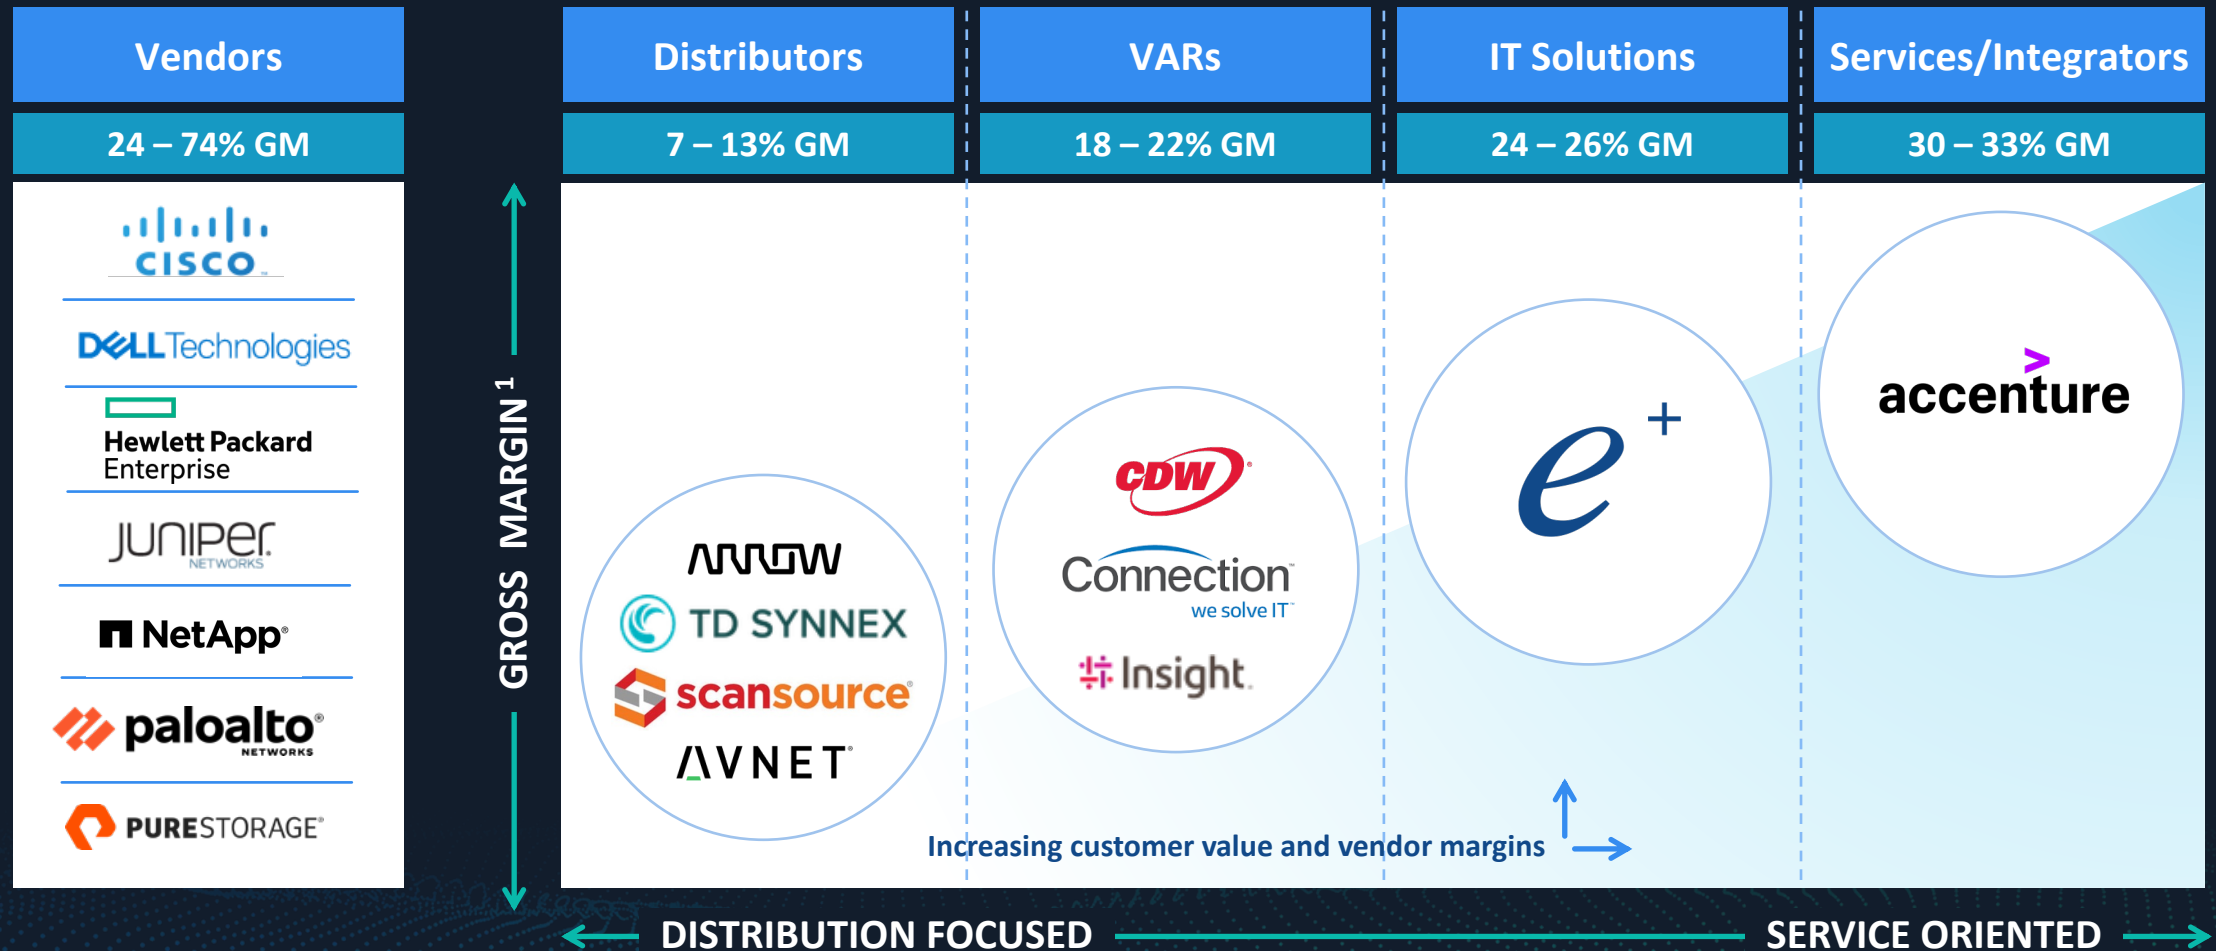 Vendors
24 – 74% GM
CISCO
DELL Technologies
Hewlett Packard
Enterprise
JUNIPER
NETWORKS
NetApp
paloalto
NETWORKS
PURESTORAGE
GROSS MARGIN 1
Distributors
7 – 13% GM
ARROW
TD SYNNEX
scansource
AVNET
VARs
18 – 22% GM
CDW
Connection
we solve IT
Insight
IT Solutions
24 – 26% GM
e+
Services/Integrators
30 – 33% GM
accenture
Increasing customer value and vendor margins
DISTRIBUTION FOCUSED
SERVICE ORIENTED